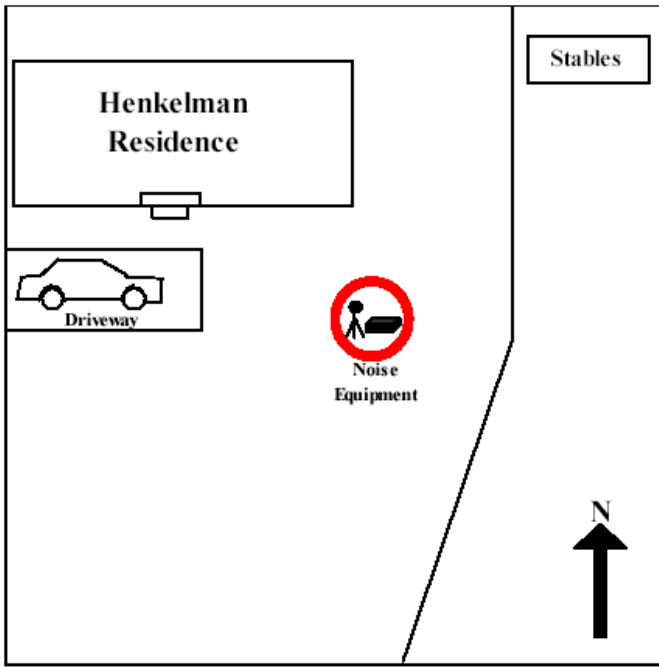 Stables
Henkelman
Residence
Driveway
Noise
Equipment
N